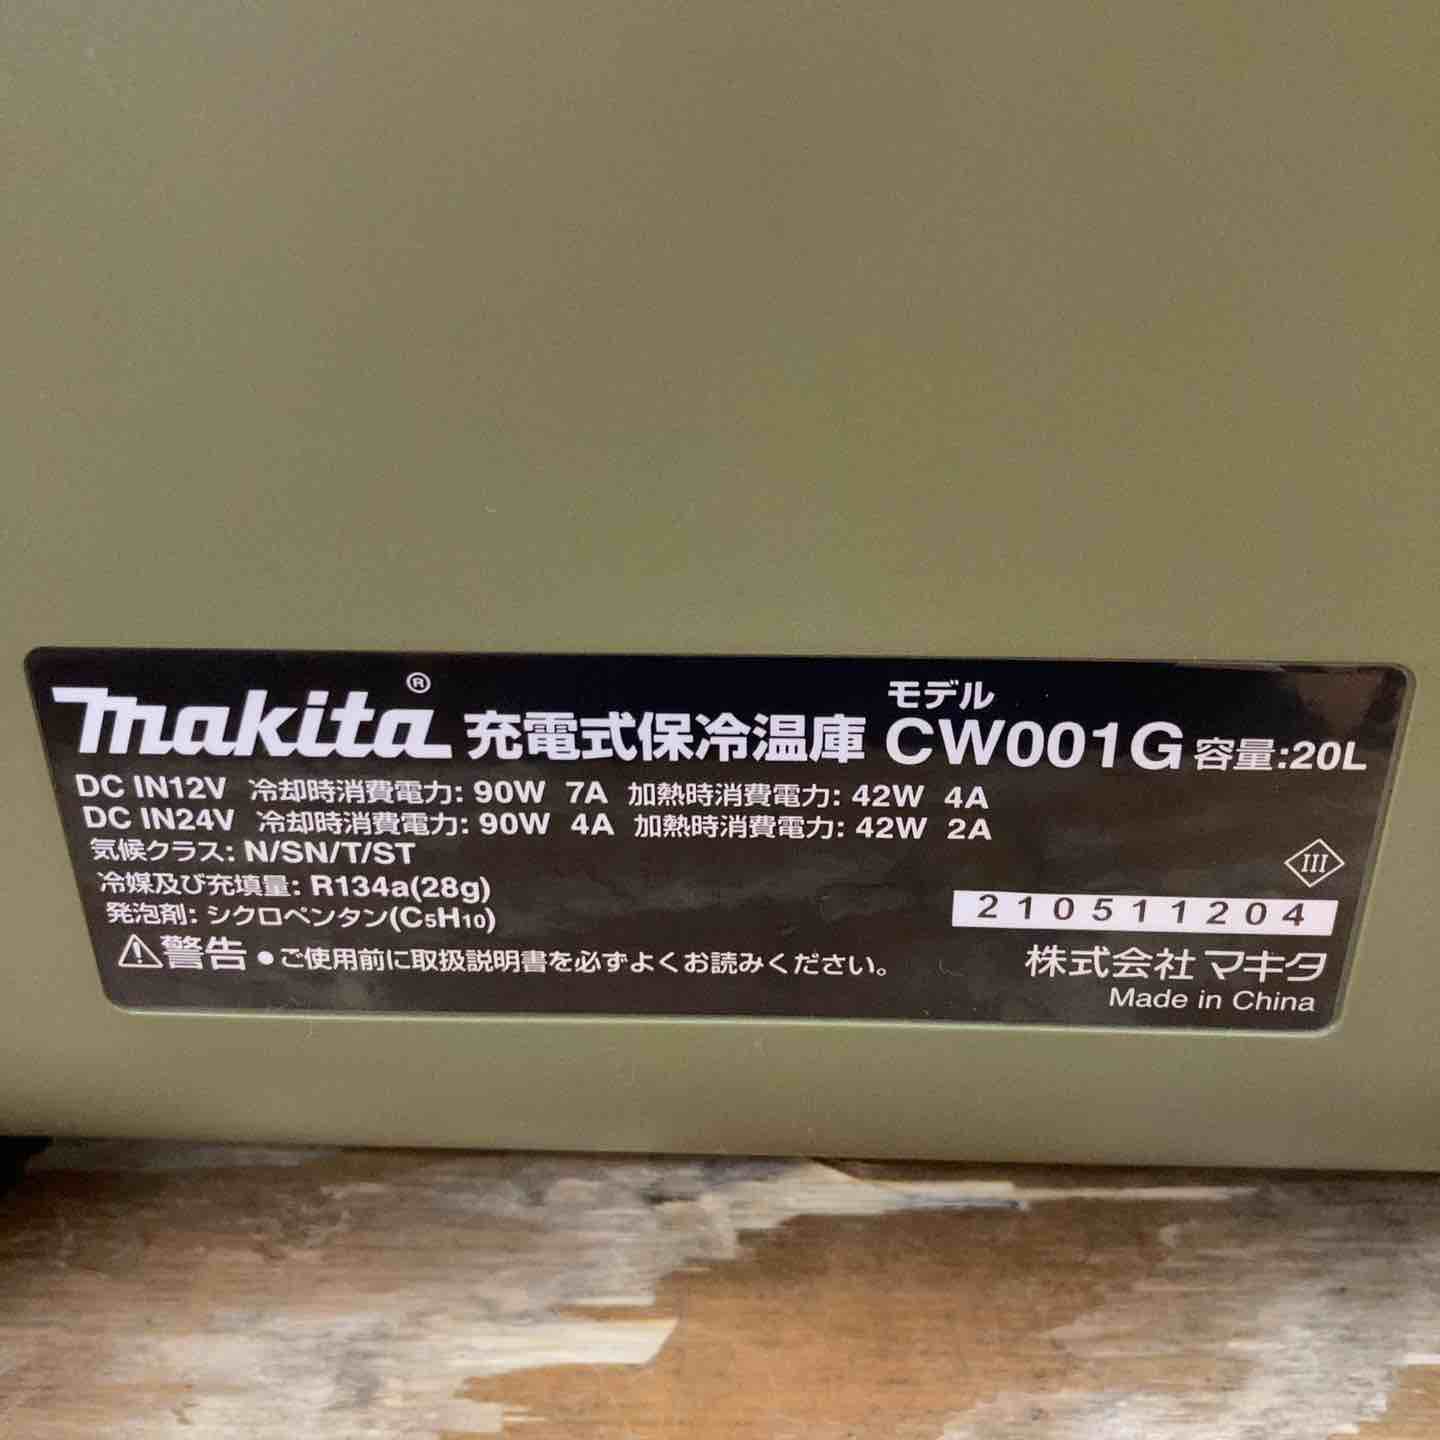 makita® 充電式保冷温庫 モデル CW001G 容量:20L
DC IN12V 冷却時消費電力: 90W 7A 加熱時消費電力: 42W 4A
DC IN24V 冷却時消費電力: 90W 4A 加熱時消費電力: 42W 2A
気候クラス: N/SN/T/ST
冷媒及び充填量: R134a(28g)
発泡剤: シクロペンタン(C₅H₁₀)
III
210511204
⚠警告 ●ご使用前に取扱説明書を必ずよくお読みください。
株式会社 マキタ
Made in China